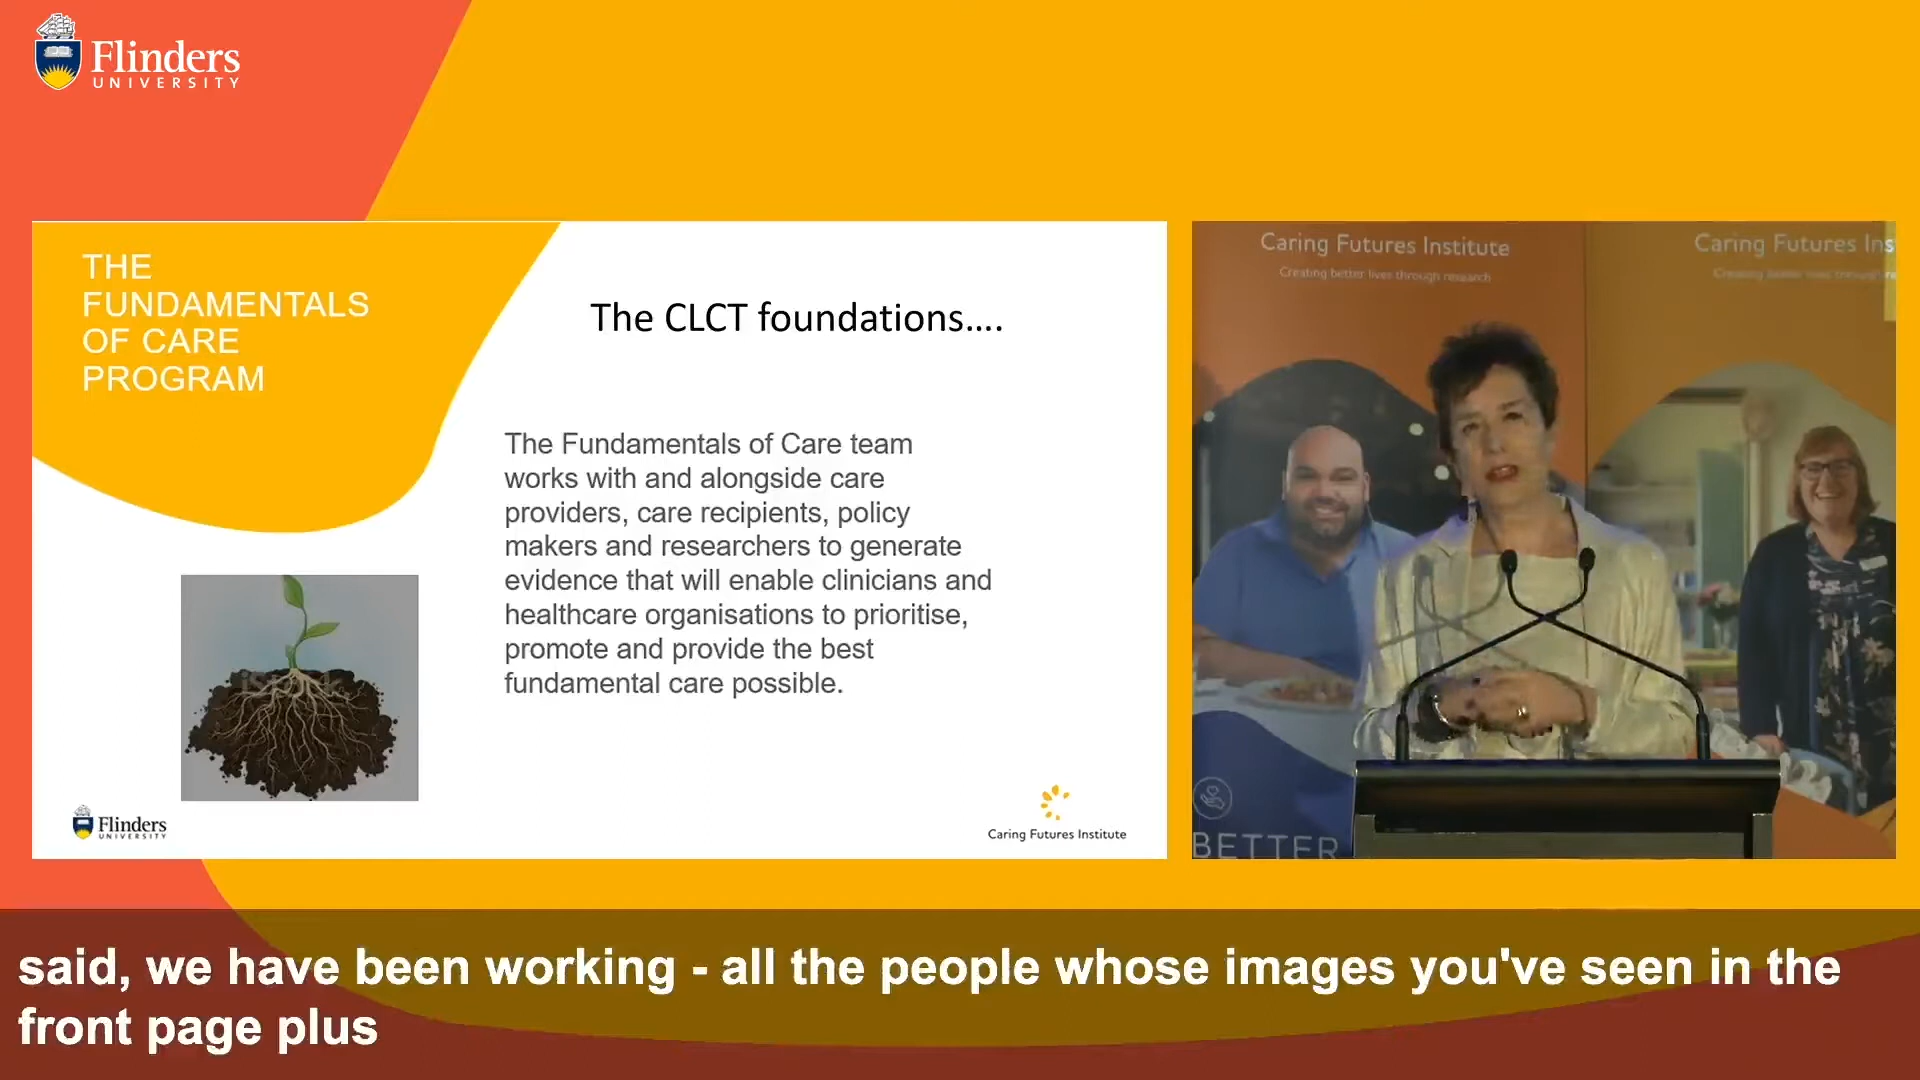 Flinders
UNIVERSITY
THE
FUNDAMENTALS
OF CARE
PROGRAM
The CLCT foundations....
The Fundamentals of Care team
works with and alongside care
providers, care recipients, policy
makers and researchers to generate
evidence that will enable clinicians and
healthcare organisations to prioritise,
promote and provide the best
fundamental care possible.
Flinders
UNIVERSITY
Caring Futures Institute
Caring Futures Institute
Creating better lives through research
Caring Futures Ins
BETTER
said, we have been working - all the people whose images you've seen in the
front page plus